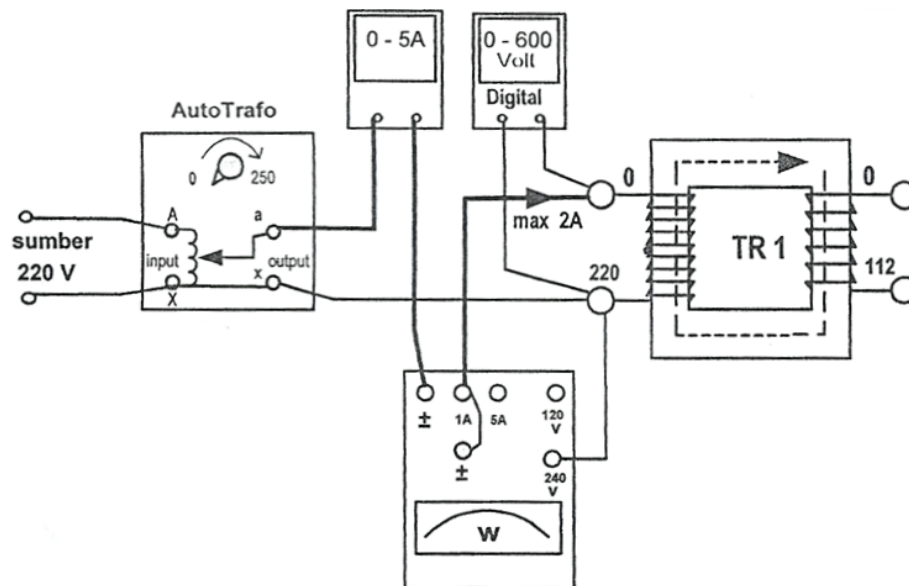 0 - 5A
0 - 600
Volt
Digital
AutoTrafo
0
250
A
a
sumber
220 V
input
output
X
x
max 2A
0
220
TR 1
0
112
±
1A
5A
120
V
±
240
V
W